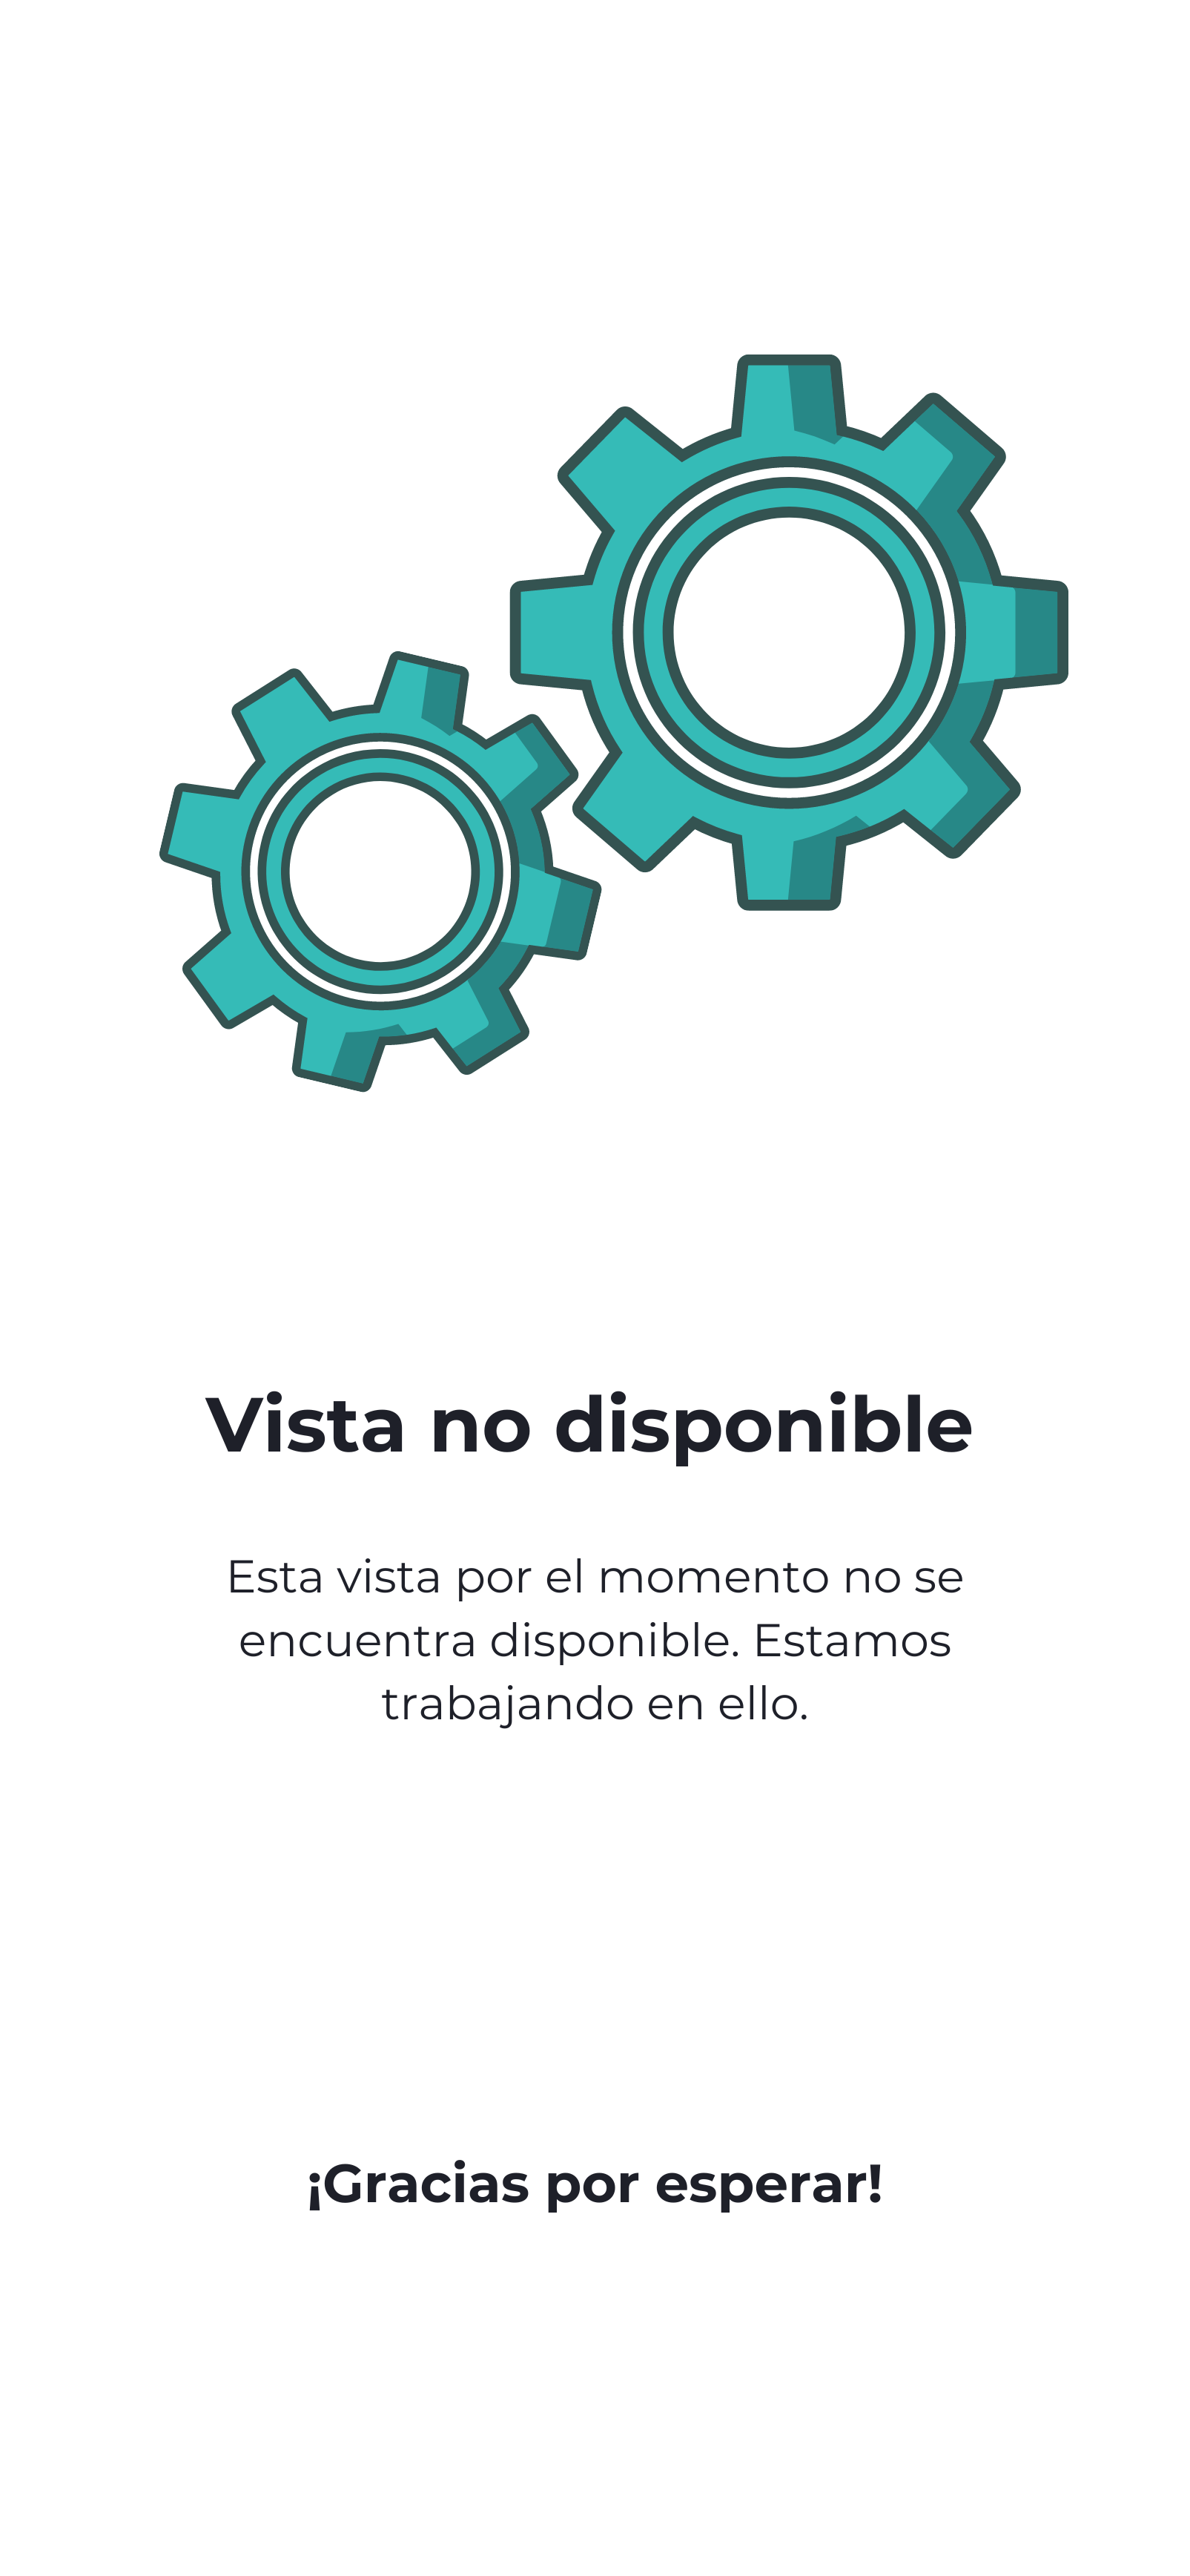 Vista no disponible
Esta vista por el momento no se
encuentra disponible. Estamos
trabajando en ello.
¡Gracias por esperar!